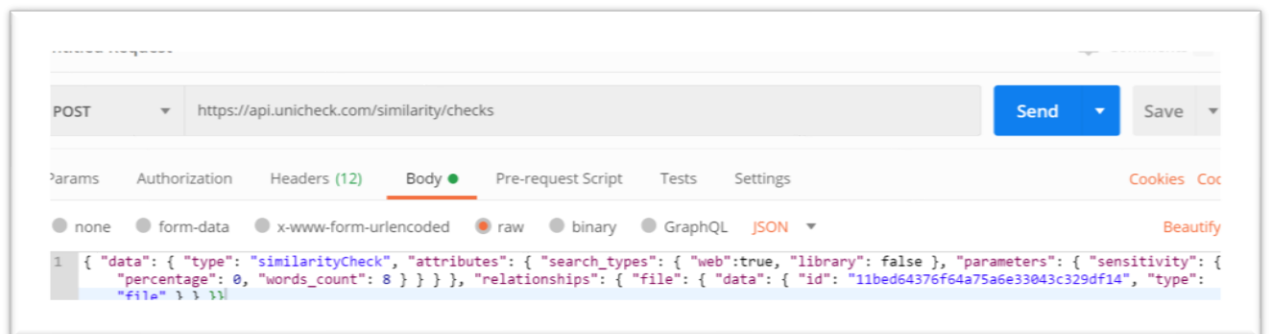 POST https://api.unicheck.com/similarity/checks Send Save
Params Authorization Headers (12) Body Pre-request Script Tests Settings Cookies
none form-data x-www-form-urlencoded raw binary GraphQL JSON Beautify
1 { "data": { "type": "similarityCheck", "attributes": { "search_types": { "web":true, "library": false }, "parameters": { "sensitivity": {
"percentage": 0, "words_count": 8 } } } }, "relationships": { "file": { "data": { "id": "11bed64376f64a75a6e33043c329df14", "type":
"file" } } }}